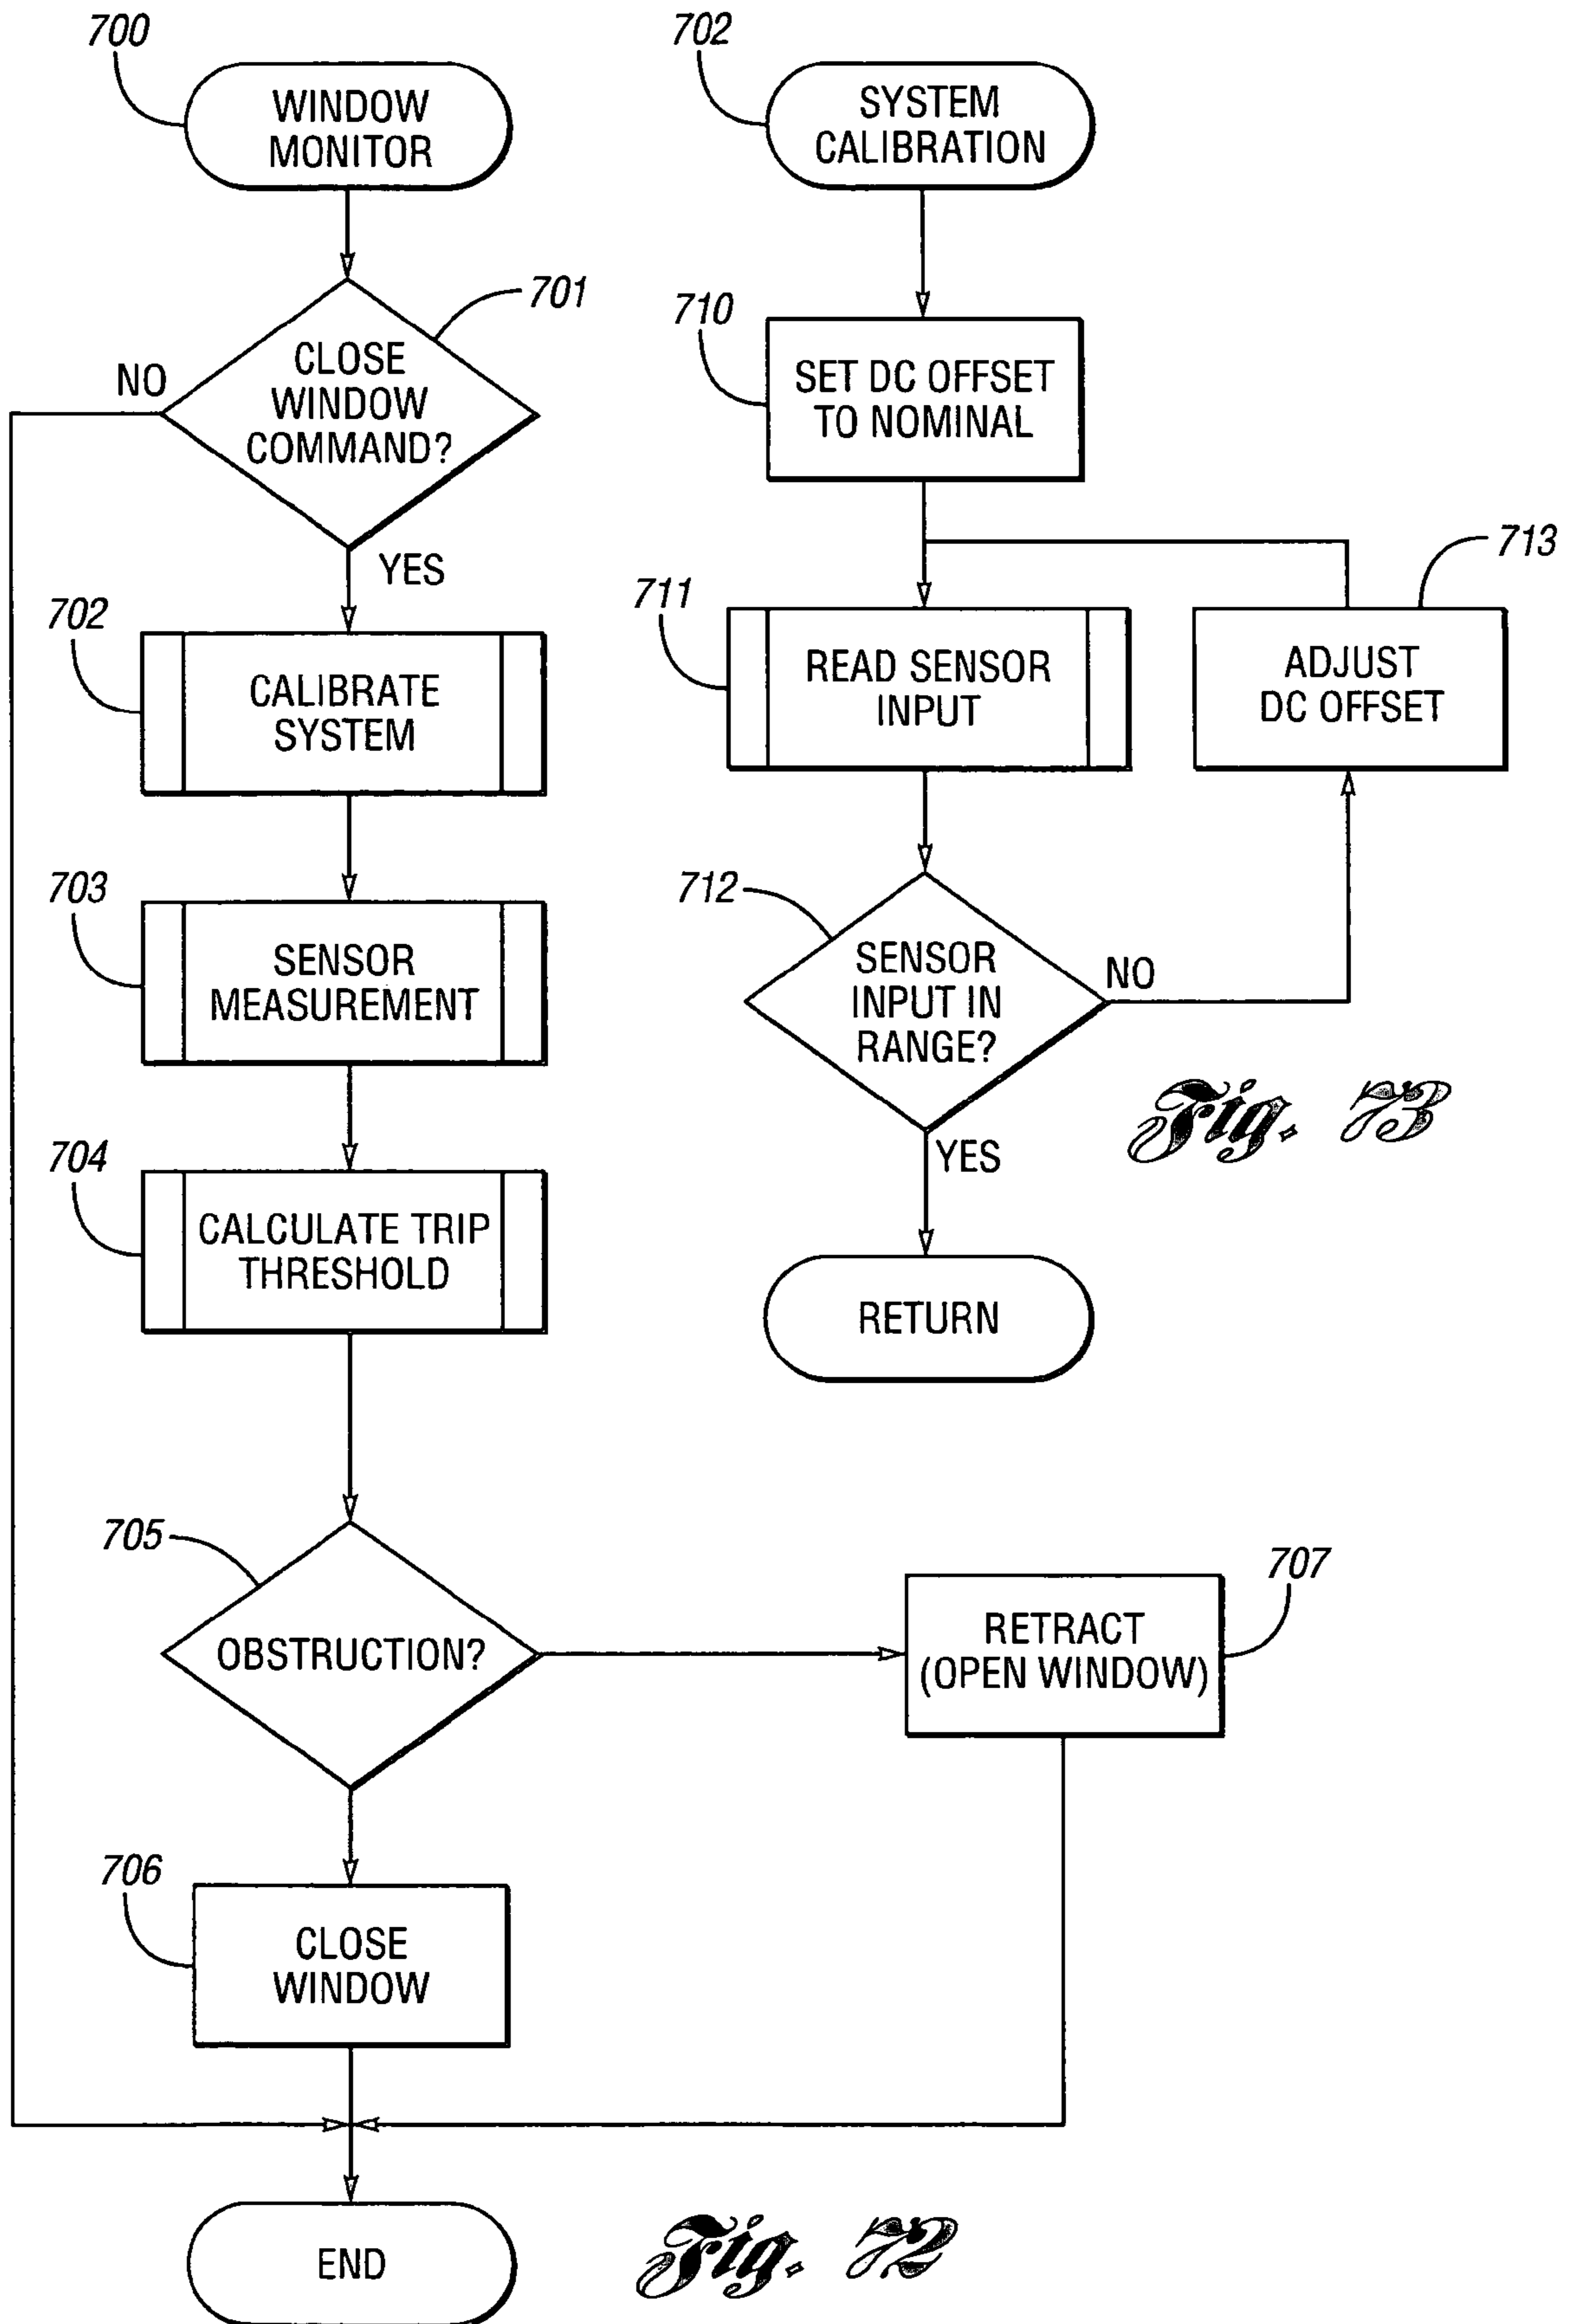 700
WINDOW
MONITOR
701
CLOSE
WINDOW
COMMAND?
NO
YES
702
CALIBRATE
SYSTEM
703
SENSOR
MEASUREMENT
704
CALCULATE TRIP
THRESHOLD
705
OBSTRUCTION?
707
RETRACT
(OPEN WINDOW)
706
CLOSE
WINDOW
END
Fig. 72
702
SYSTEM
CALIBRATION
710
SET DC OFFSET
TO NOMINAL
711
READ SENSOR
INPUT
713
ADJUST
DC OFFSET
712
SENSOR
INPUT IN
RANGE?
NO
YES
RETURN
Fig. 73